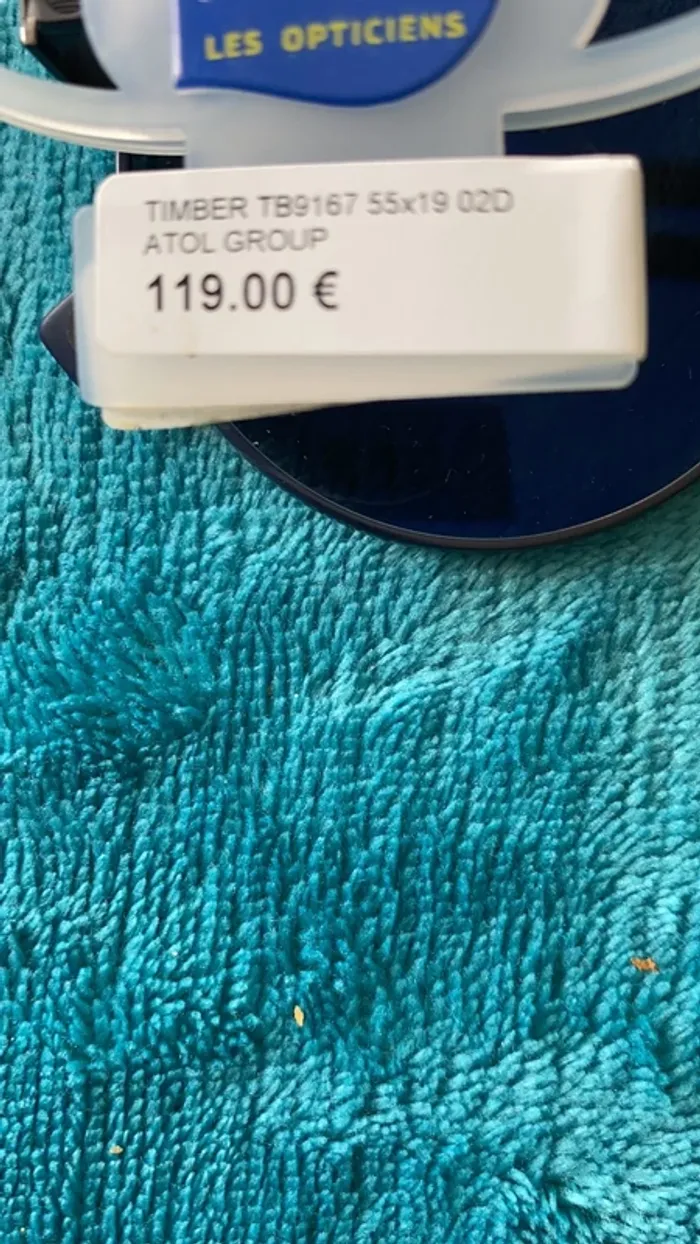 LES OPTICIENS
TIMBER TB9167 55x19 02D
ATOL GROUP
119.00 €